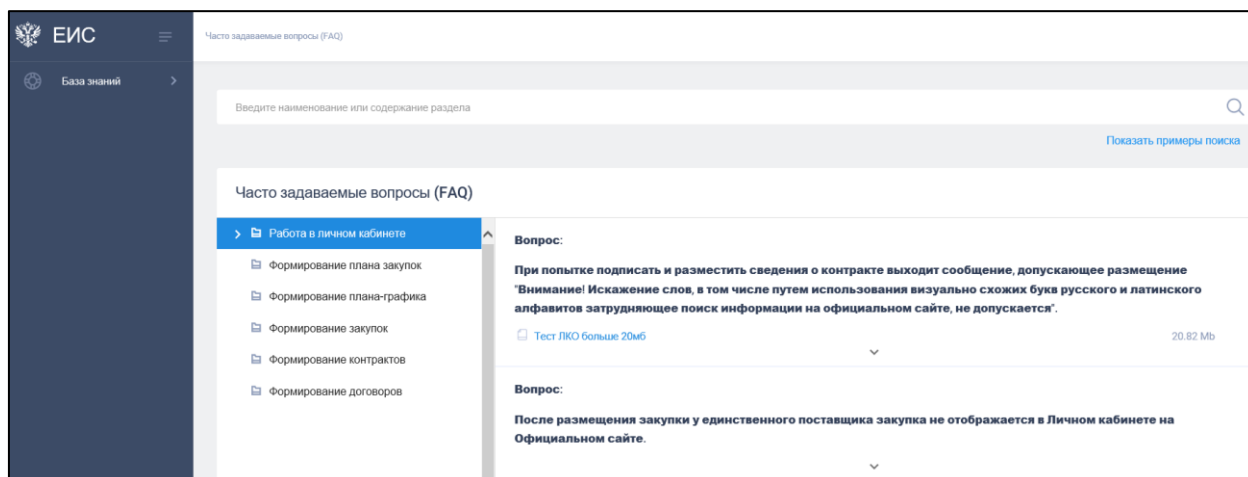 ЕИС
Часто задаваемые вопросы (FAQ)
База знаний
Введите наименование или содержание раздела
Показать примеры поиска
Часто задаваемые вопросы (FAQ)
Работа в личном кабинете
Формирование плана закупок
Формирование плана-графика
Формирование закупок
Формирование контрактов
Формирование договоров
Вопрос:
При попытке подписать и разместить сведения о контракте выходит сообщение, допускающее размещение
"Внимание! Искажение слов, в том числе путем использования визуально схожих букв русского и латинского
алфавитов затрудняющее поиск информации на официальном сайте, не допускается".
Тест ЛКО больше 20мб
20.82 Mb
Вопрос:
После размещения закупки у единственного поставщика закупка не отображается в Личном кабинете на
Официальном сайте.